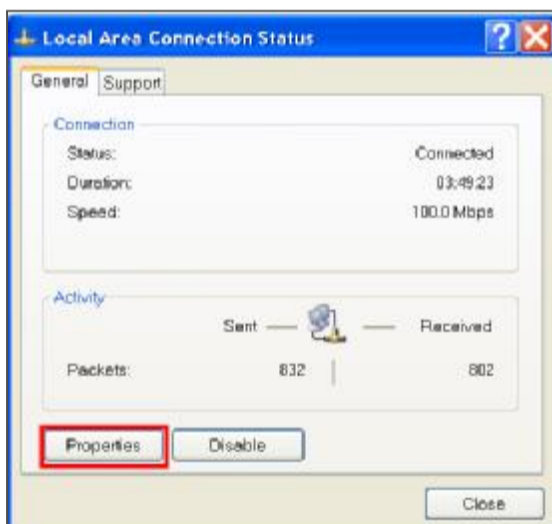 Local Area Connection Status
General Support
Connection
Status: Connected
Duration: 03:49:23
Speed: 100.0 Mbps
Activity
Sent Received
Packets: 832 802
Properties Disable
Close